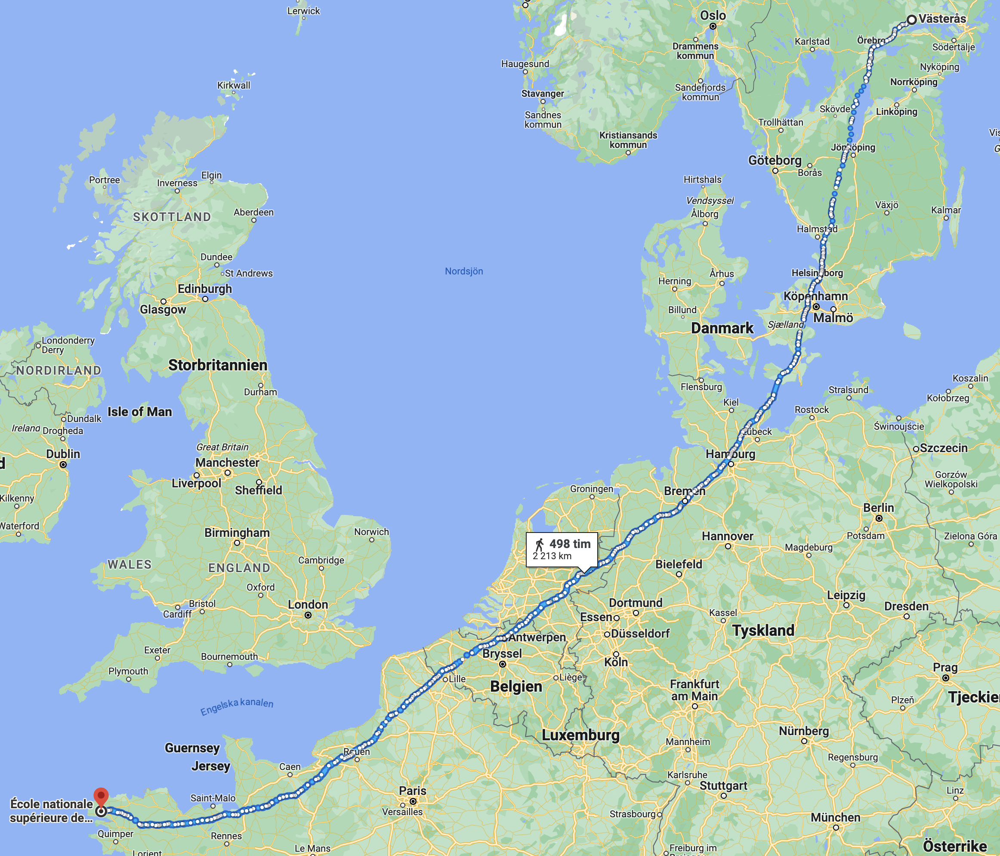 Lerwick
Oslo
Västerås
Karlstad
Örebro
Södertälje
Drammens
kommun
Haugesund
Nyköping
Norrköping
Kirkwall
Sandefjords
kommun
Stavanger
Sandnes
kommun
Skövde
Linköping
Trollhättan
Kristiansands
kommun
Jönköping
Göteborg
Borås
Elgin
Portree
Inverness
Hirtshals
Vendsyssel
Ålborg
SKOTTLAND
Aberdeen
Växjö
Kalmar
Halmstad
Dundee
St Andrews
Nordsjön
Århus
Helsingborg
Herning
Edinburgh
Köpenhamn
Glasgow
Billund
Malmö
Sjælland
Danmark
Londonderry
Derry
Storbritannien
NORDIRLAND
Koszalin
Flensburg
Stralsund
Durham
Kołobrzeg
Kiel
Isle of Man
Rostock
Dundalk
Świnoujście
Ireland
Drogheda
Lübeck
Great Britain
Szczecin
Dublin
Hamburg
Manchester
Gorzów
Wielkopolski
Liverpool
Sheffield
Groningen
Bremen
Kilkenny
Berlin
Waterford
Birmingham
Norwich
Potsdam
Hannover
Zielona Góra
498 tim
2 213 km
Magdeburg
Cambridge
WALES
ENGLAND
Bielefeld
Oxford
Leipzig
Bristol
London
Dortmund
Dresden
Cardiff
Essen
Kassel
Tyskland
Düsseldorf
Antwerpen
Exeter
Bryssel
Bournemouth
Köln
Plymouth
Prag
Lille
Liège
Belgien
Frankfurt
am Main
Tjeckien
Plzeň
Engelska kanalen
Luxemburg
Nürnberg
Mannheim
Guernsey
Rouen
Regensburg
Jersey
Caen
Karlsruhe
Stuttgart
Paris
Linz
Saint-Malo
École nationale
supérieure de...
Versailles
Strasbourg
München
Quimper
Rennes
Le Mans
Freiburg im
Österrike
Lorient